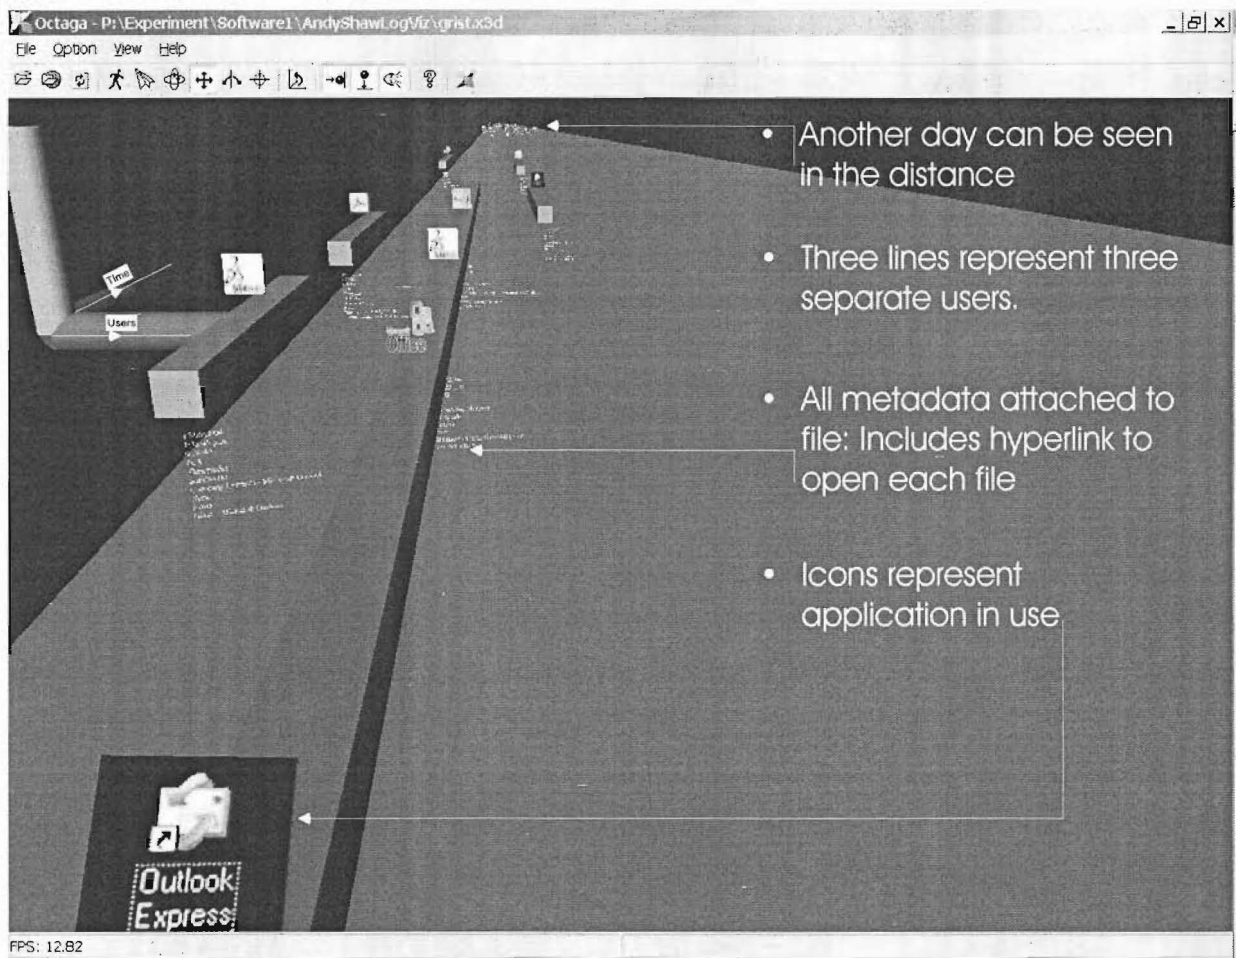 Octaga - P:\Experiment\Software1\AndyShawLogViz\grist.x3d
File Option View Help
• Another day can be seen
in the distance
• Three lines represent three
separate users.
Time
Users
Office
• All metadata attached to
file: Includes hyperlink to
open each file
• Icons represent
application in use
Outlook
Express
FPS: 12.82